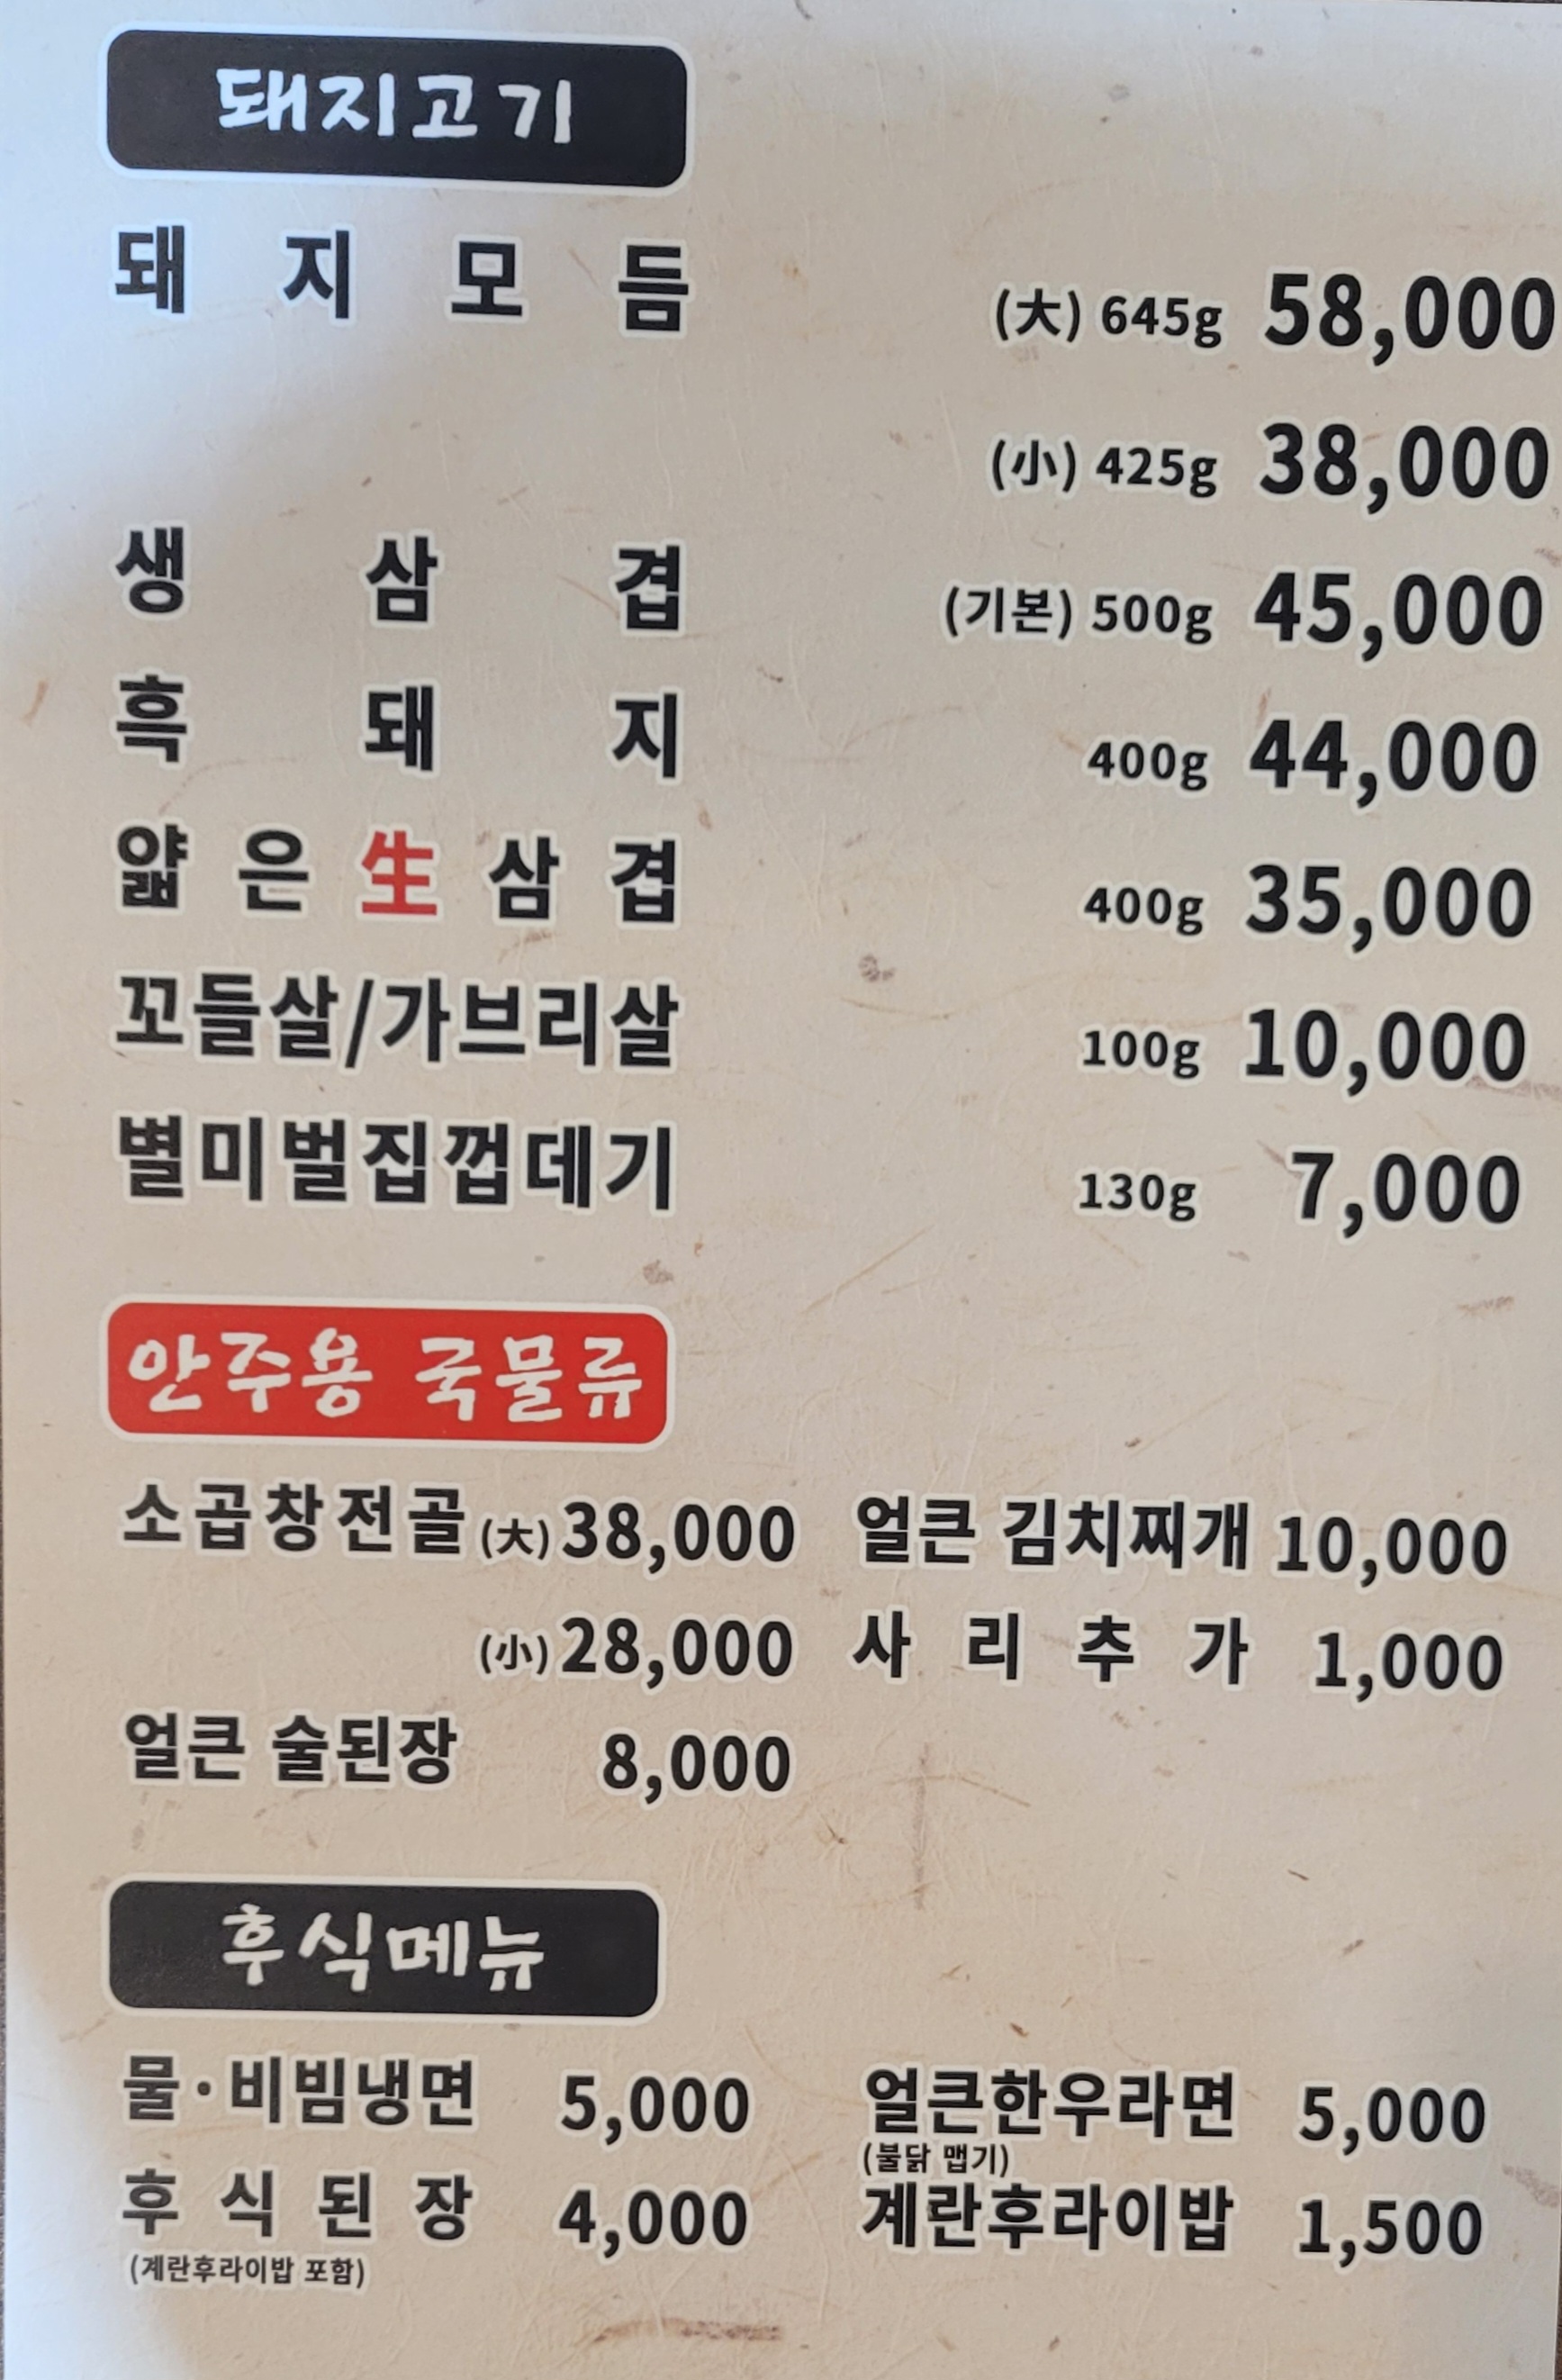 돼지고기
돼지모듬 (大) 645g 58,000
(小) 425g 38,000
생삼겹 (기본) 500g 45,000
흑돼지 400g 44,000
얇은生삼겹 400g 35,000
꼬들살/가브리살 100g 10,000
별미벌집껍데기 130g 7,000
안주용 국물류
소곱창전골 (大) 38,000 얼큰 김치찌개 10,000
(小) 28,000 사리추가 1,000
얼큰 술된장 8,000
후식메뉴
물·비빔냉면 5,000 얼큰한우라면 5,000
(불닭 맵기)
후식된장 4,000 계란후라이밥 1,500
(계란후라이밥 포함)